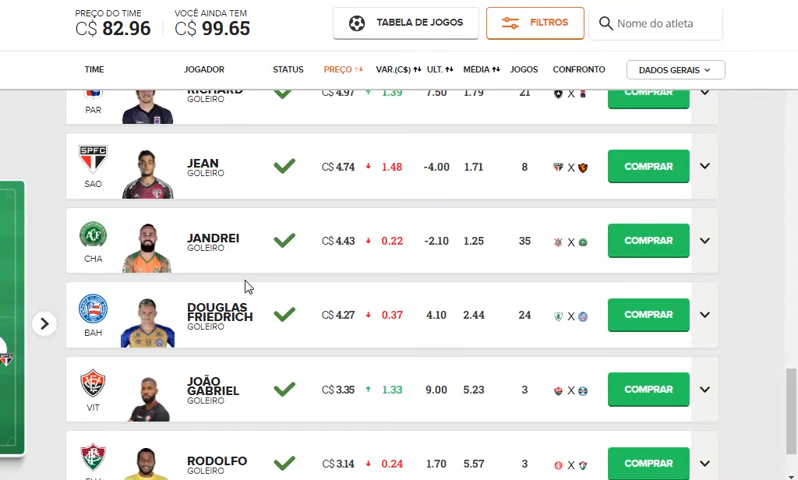 PREÇO DO TIME
C$ 82.96
VOCÊ AINDA TEM
C$ 99.65
TABELA DE JOGOS
FILTROS
Nome do atleta
TIME JOGADOR STATUS PREÇO VAR.(C$) ULT. MÉDIA JOGOS CONFRONTO DADOS GERAIS
RICHARD
GOLEIRO
PAR
C$ 4.97 1.39 7.50 1.79 21 X COMPRAR
SPFC
SAO
JEAN
GOLEIRO
C$ 4.74 1.48 -4.00 1.71 8 X COMPRAR
CHA
JANDREI
GOLEIRO
C$ 4.43 0.22 -2.10 1.25 35 X COMPRAR
BAH
DOUGLAS
FRIEDRICH
GOLEIRO
C$ 4.27 0.37 4.10 2.44 24 X COMPRAR
VIT
JOÃO
GABRIEL
GOLEIRO
C$ 3.35 1.33 9.00 5.23 3 X COMPRAR
RODOLFO
GOLEIRO
C$ 3.14 0.24 1.70 5.57 3 X COMPRAR